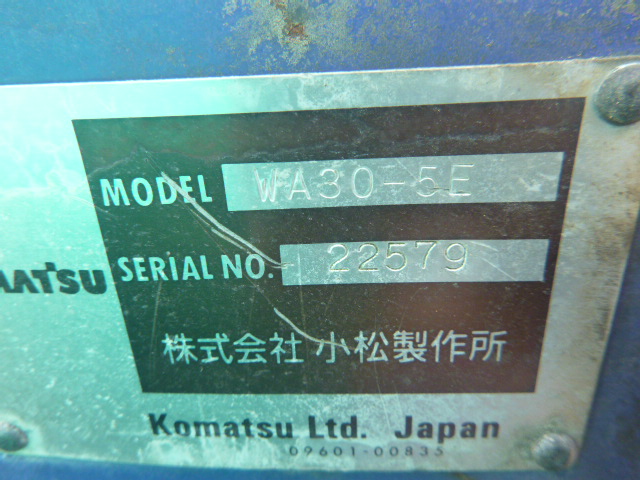 MODEL WA30-5E
SERIAL NO. 22579
MATSU
株式会社 小松製作所
Komatsu Ltd. Japan
09601-00835